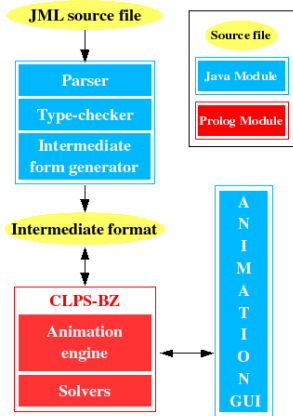 JML source file
Parser
Type-checker
Intermediate
form generator
Intermediate format
CLPS-BZ
Animation
engine
Solvers
A
N
I
M
A
T
I
O
N
GUI
Source file
Java Module
Prolog Module